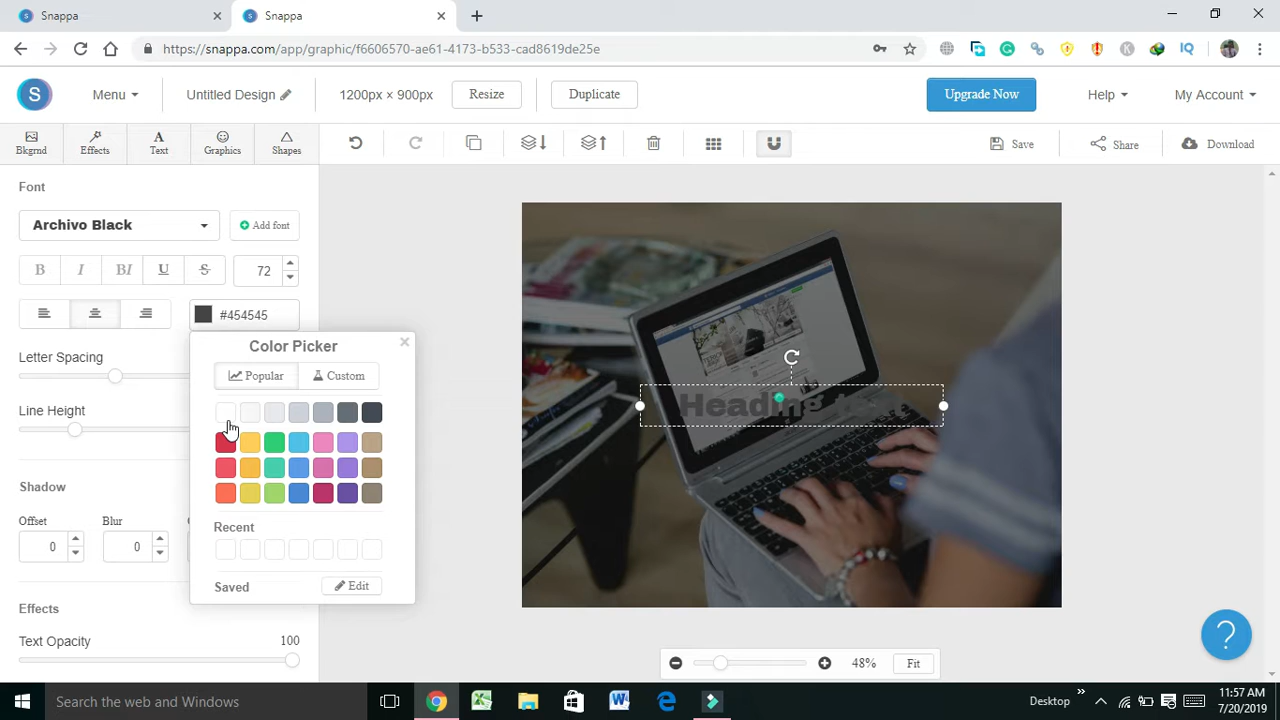 Snappa
Snappa
https://snappa.com/app/graphic/f6606570-ae61-4173-b533-cad8619de25e
IQ
S
Menu
Untitled Design
1200px × 900px
Resize
Duplicate
Upgrade Now
Help
My Account
Bkgrnd
Effects
Text
Graphics
Shapes
Save
Share
Download
Font
Archivo Black
Add font
B
I
BI
U
S
72
#454545
Letter Spacing
Line Height
Color Picker
Popular
Custom
Recent
Saved
Edit
Shadow
Offset
Blur
0
0
Effects
Text Opacity
100
Heading text
48%
Fit
?
Search the web and Windows
Desktop
11:57 AM
7/20/2019